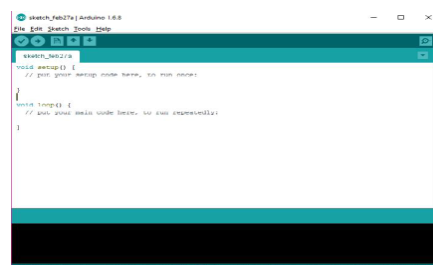 sketch_feb27a | Arduino 1.6.8
File Edit Sketch Tools Help
sketch_feb27a
void setup() {
// put your setup code here, to run once:
}
void loop() {
// put your main code here, to run repeatedly:
}